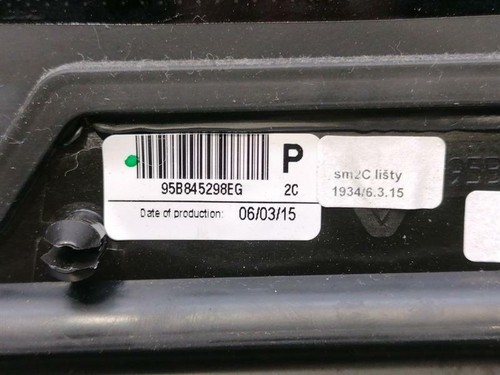 P
95B845298EG 2C
Date of production: 06/03/15
sm2C lišty
1934/6.3.15